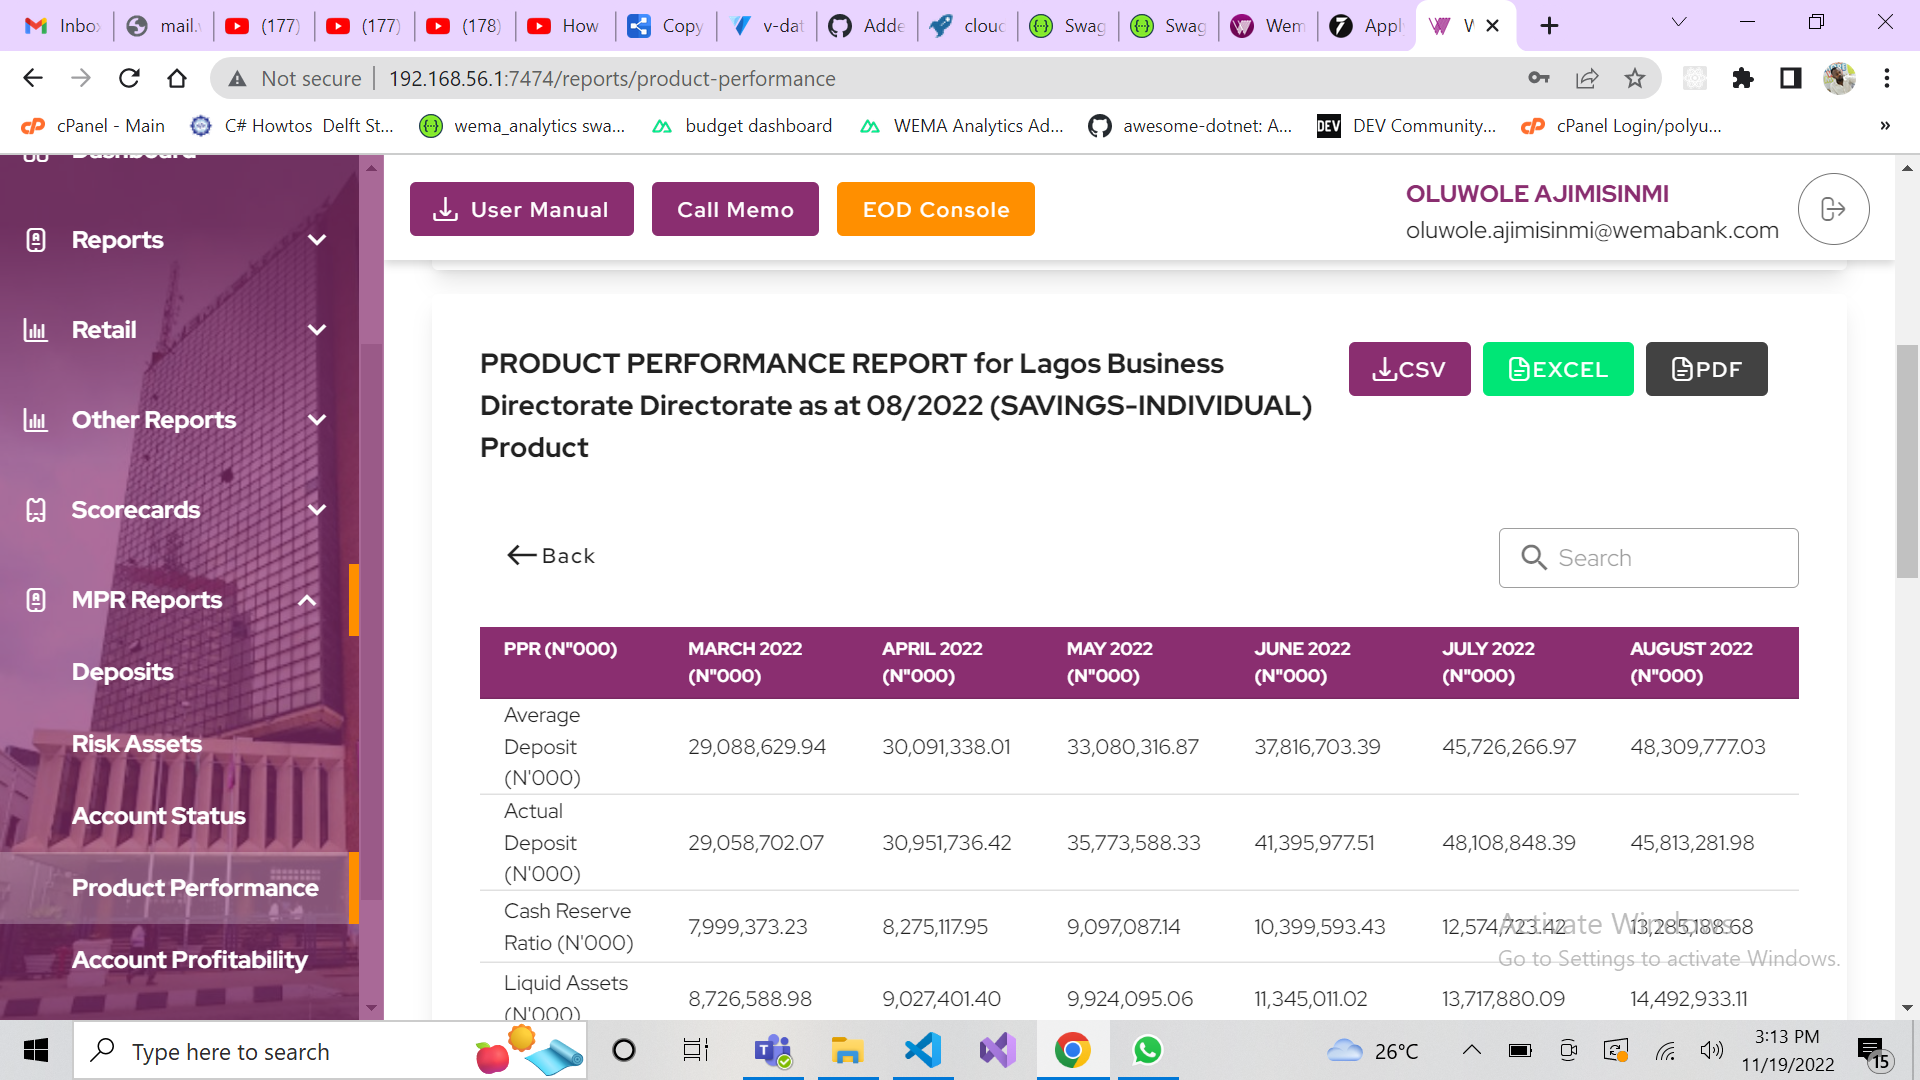 Inbo
mail.
(177)
(177)
(178)
How
Copy
v-dat
Adde
clouc
Swag
Swag
Wem
Apply
Not secure
192.168.56.1:7474/reports/product-performance
cPanel - Main
C# Howtos Delft St...
wema_analytics swa...
budget dashboard
WEMA Analytics Ad...
awesome-dotnet: A...
DEV Community...
cPanel Login/polyu...
»
Dashboard
Reports
Retail
Other Reports
Scorecards
MPR Reports
Deposits
Risk Assets
Account Status
Product Performance
Account Profitability
User Manual
Call Memo
EOD Console
OLUWOLE AJIMISINMI
oluwole.ajimisinmi@wemabank.com
PRODUCT PERFORMANCE REPORT for Lagos Business
Directorate Directorate as at 08/2022 (SAVINGS-INDIVIDUAL)
Product
CSV
EXCEL
PDF
Back
Search
PPR (N"000) MARCH 2022 APRIL 2022 MAY 2022 JUNE 2022 JULY 2022 AUGUST 2022
(N"000) (N"000) (N"000) (N"000) (N"000) (N"000)
Average
Deposit 29,088,629.94 30,091,338.01 33,080,316.87 37,816,703.39 45,726,266.97 48,309,777.03
(N'000)
Actual
Deposit 29,058,702.07 30,951,736.42 35,773,588.33 41,395,977.51 48,108,848.39 45,813,281.98
(N'000)
Cash Reserve
Ratio (N'000) 7,999,373.23 8,275,117.95 9,097,087.14 10,399,593.43 12,574,723.42 13,285,188.68
Liquid Assets
(N'000) 8,726,588.98 9,027,401.40 9,924,095.06 11,345,011.02 13,717,880.09 14,492,933.11
Activate Windows
Go to Settings to activate Windows.
Type here to search
26°C
3:13 PM
11/19/2022
15